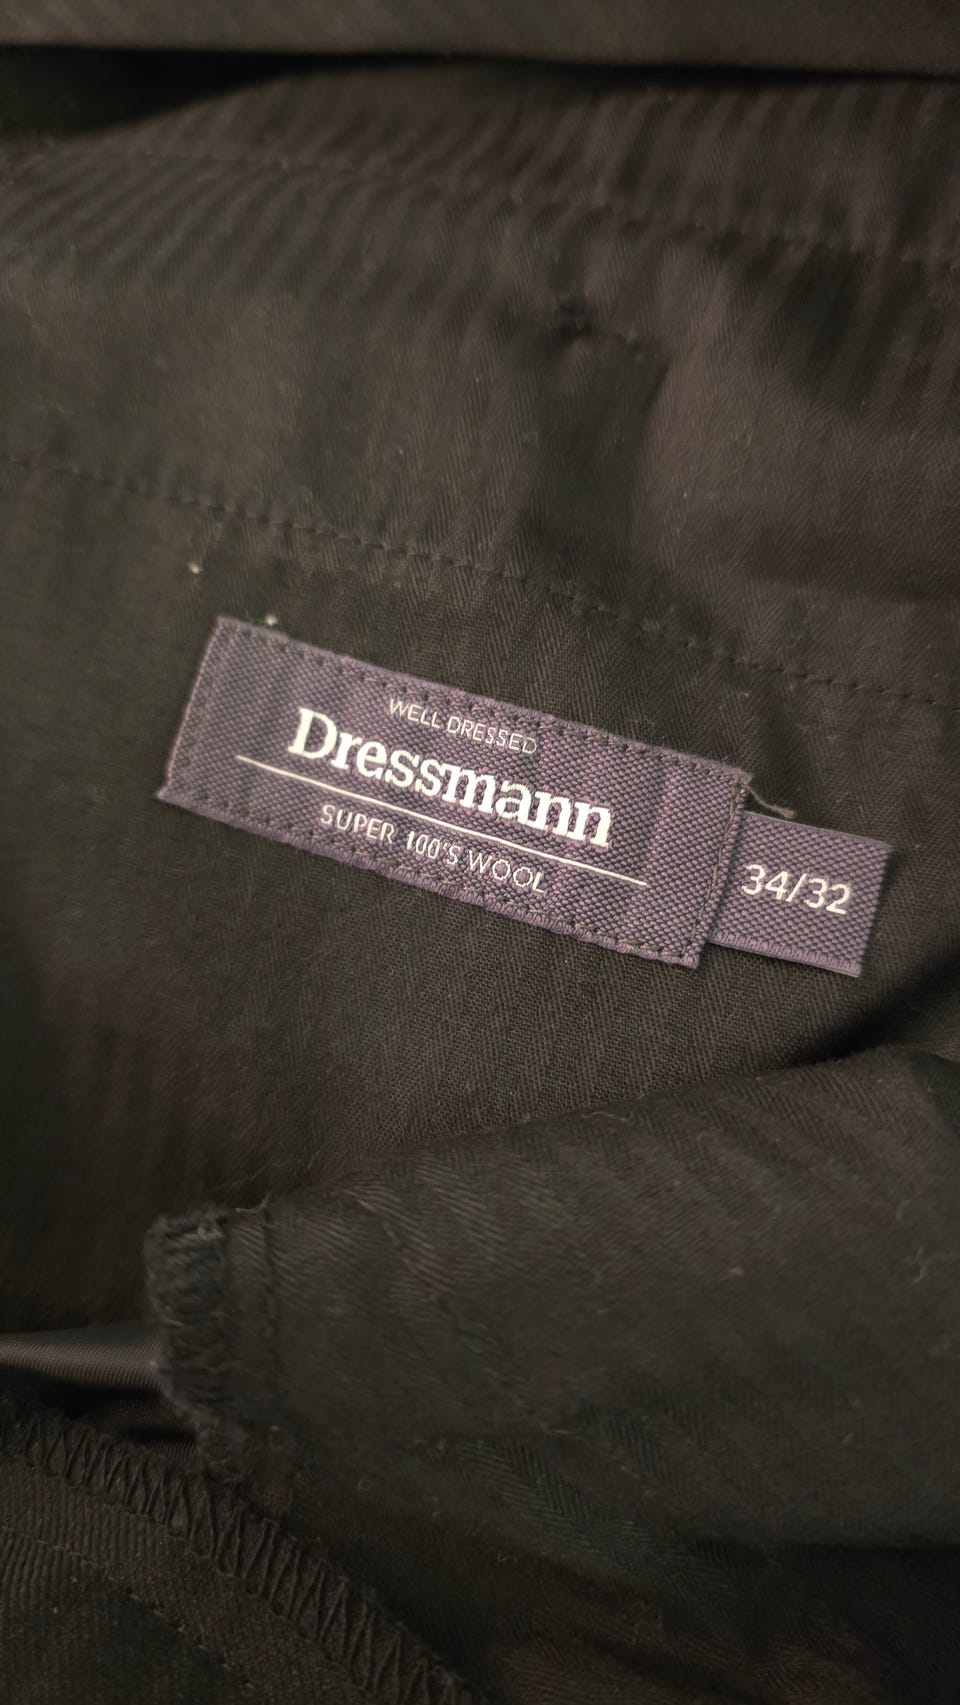 WELL DRESSED
Dressmann
SUPER 100'S WOOL
34/32